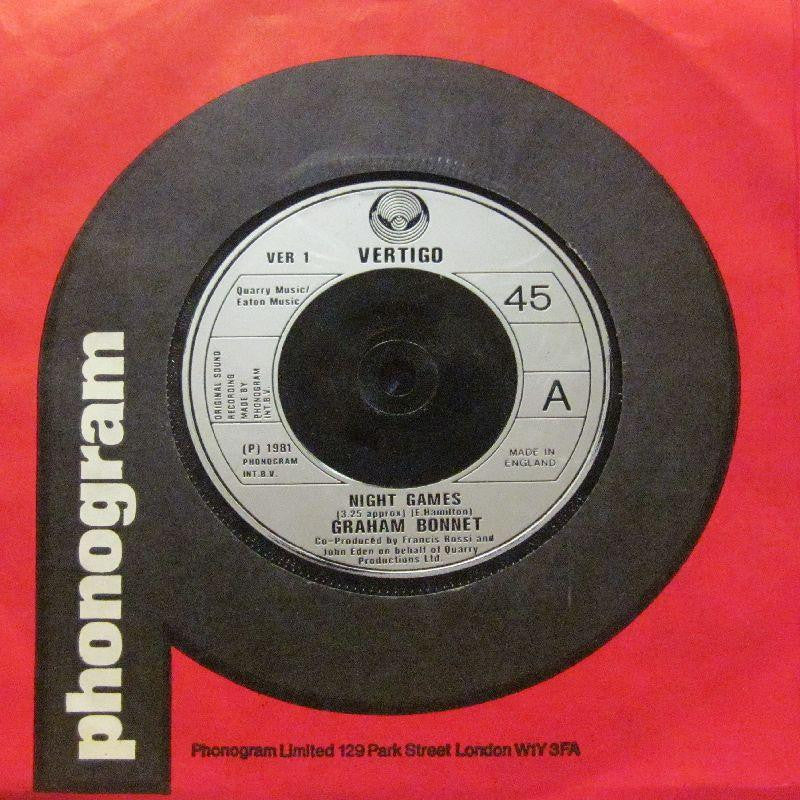 VER 1
VERTIGO
Quarry Music/
Eaton Music
45
ORIGINAL SOUND
RECORDING
MADE BY
PHONOGRAM
INT.B.V.
A
(P) 1981
PHONOGRAM
INT.B.V.
MADE IN
ENGLAND
NIGHT GAMES
(3.25 approx) (E.Hamilton)
GRAHAM BONNET
Co-Produced by Francis Rossi and
John Eden on behalf of Quarry
Productions Ltd.
phonogram
Phonogram Limited 129 Park Street London W1Y 3FA